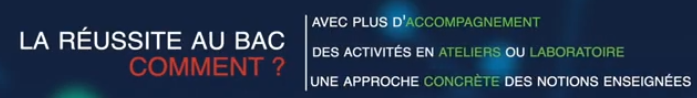 LA RÉUSSITE AU BAC
COMMENT ?
AVEC PLUS D'ACCOMPAGNEMENT
DES ACTIVITÉS EN ATELIERS OU LABORATOIRE
UNE APPROCHE CONCRÈTE DES NOTIONS ENSEIGNÉES